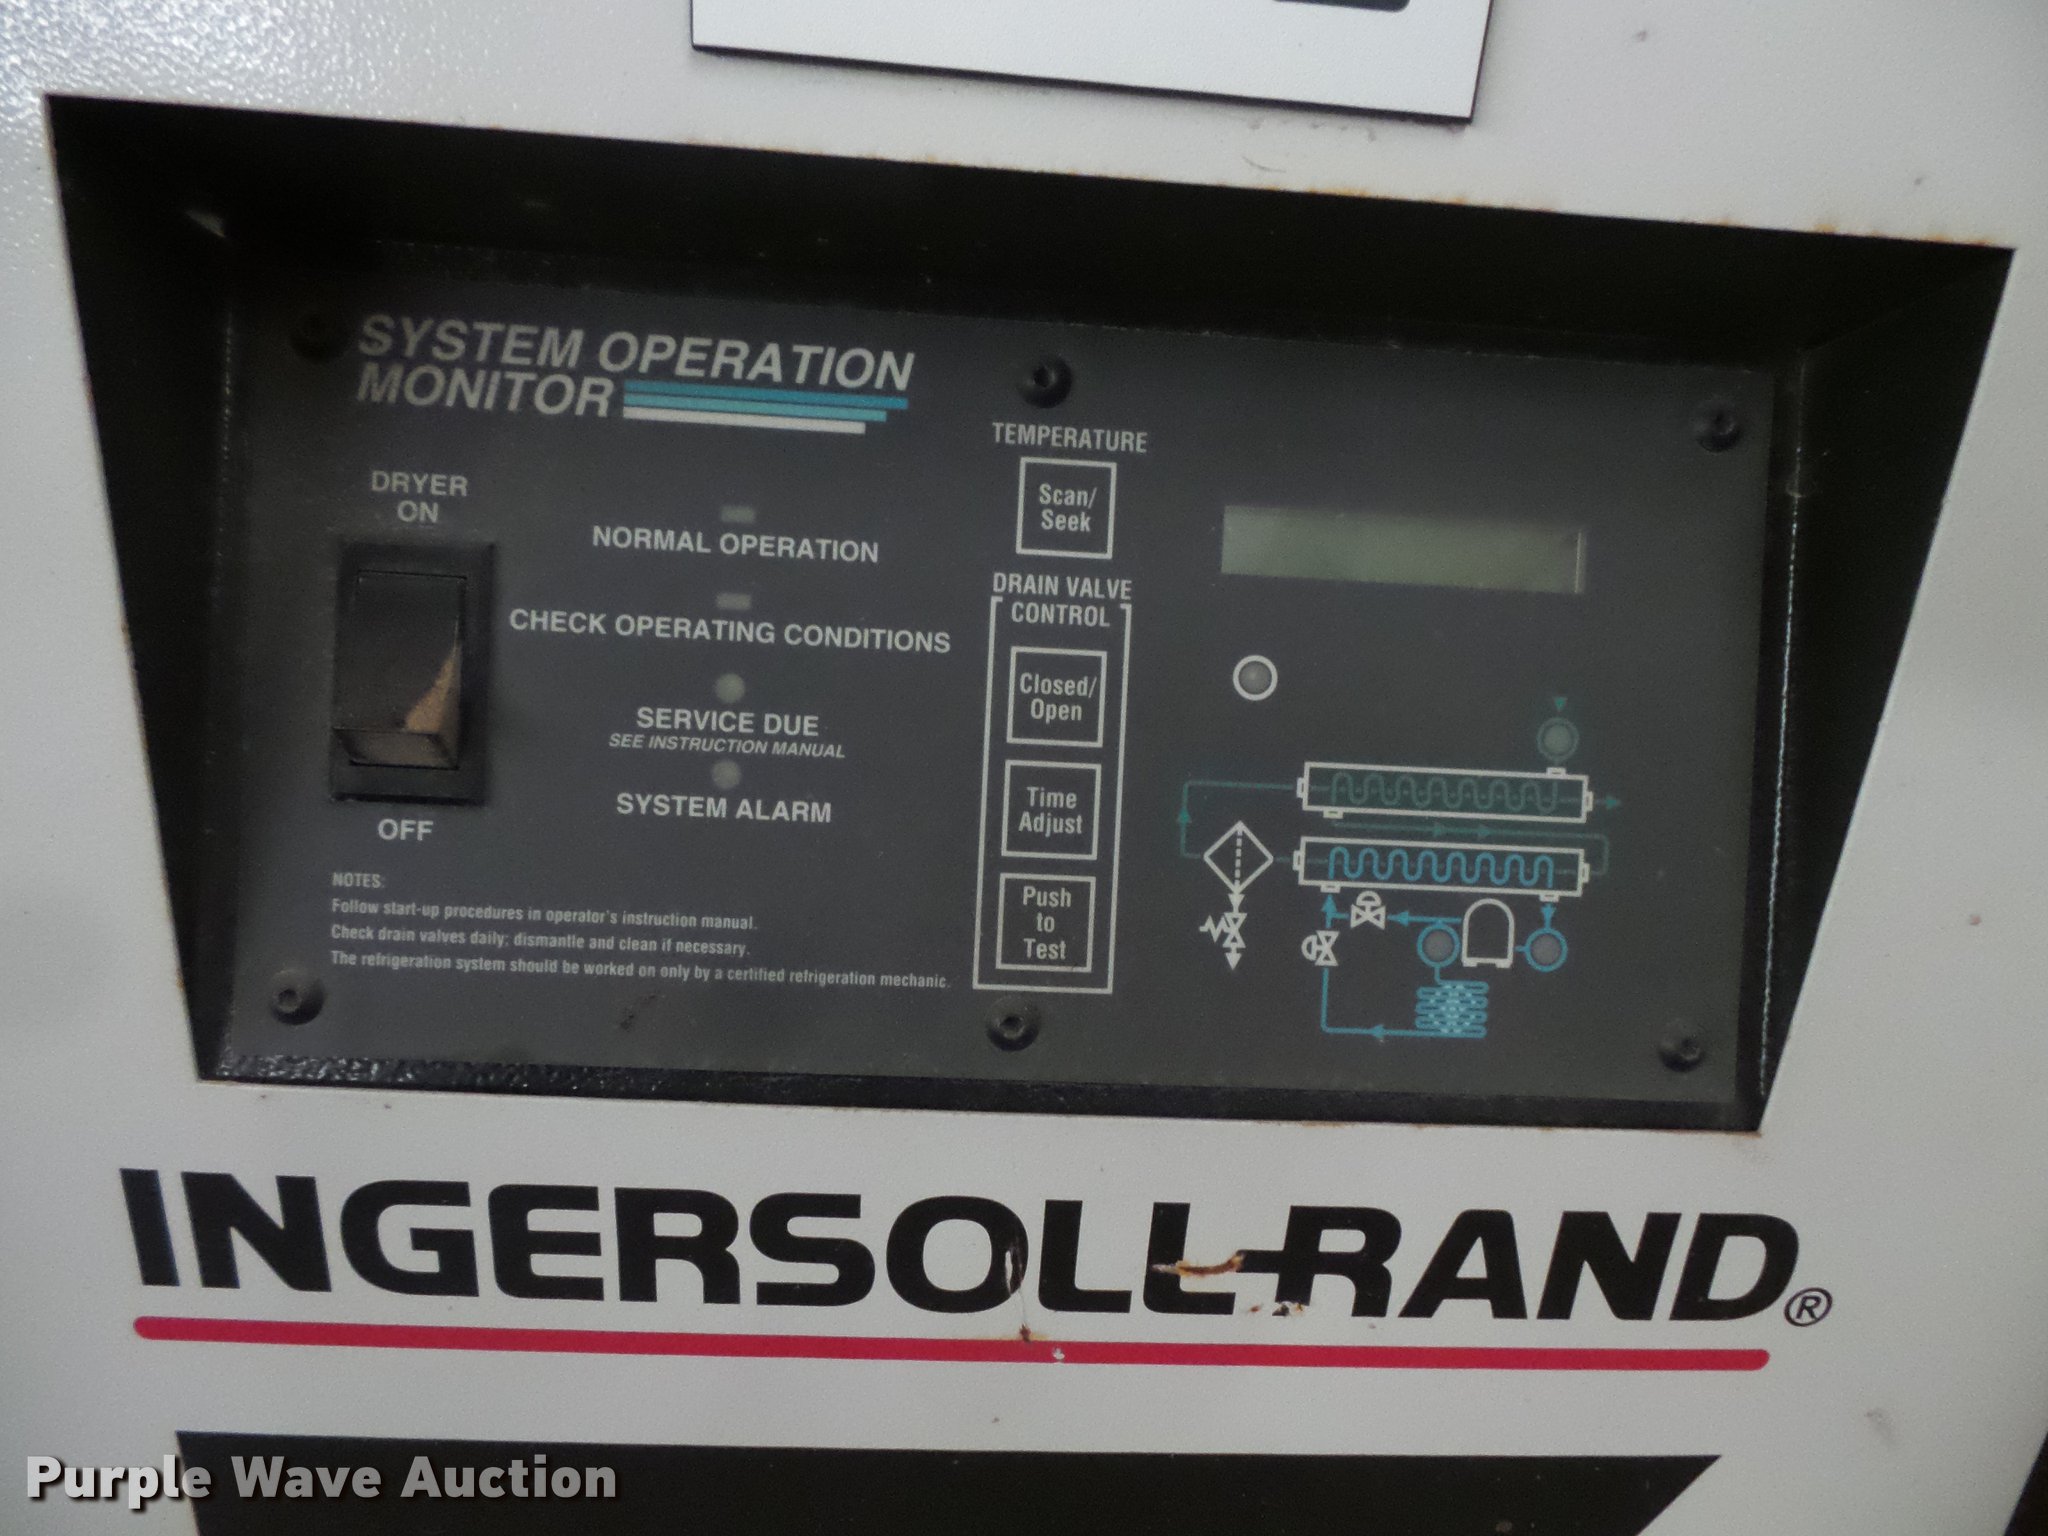 SYSTEM OPERATION
MONITOR
DRYER
ON
OFF
NORMAL OPERATION
CHECK OPERATING CONDITIONS
SERVICE DUE
SEE INSTRUCTION MANUAL
SYSTEM ALARM
NOTES:
Follow start-up procedures in operator's instruction manual.
Check drain valves daily; dismantle and clean if necessary.
The refrigeration system should be worked on only by a certified refrigeration mechanic.
TEMPERATURE
Scan/
Seek
DRAIN VALVE
CONTROL
Closed/
Open
Time
Adjust
Push
to
Test
INGERSOLL-RAND®
Purple Wave Auction